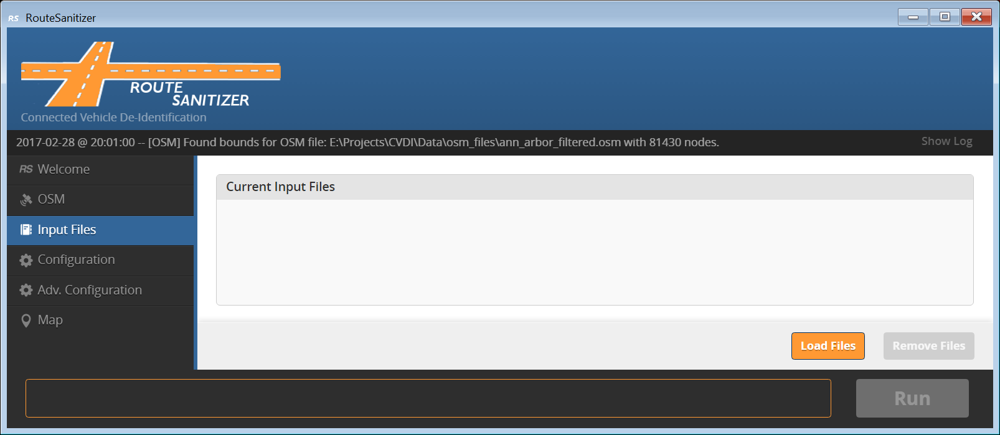 RS RouteSanitizer
ROUTE
SANITIZER
Connected Vehicle De-Identification
2017-02-28 @ 20:01:00 -- [OSM] Found bounds for OSM file: E:\Projects\CVDI\Data\osm_files\ann_arbor_filtered.osm with 81430 nodes.
Show Log
RS Welcome
OSM
Input Files
Configuration
Adv. Configuration
Map
Current Input Files
Load Files
Remove Files
Run